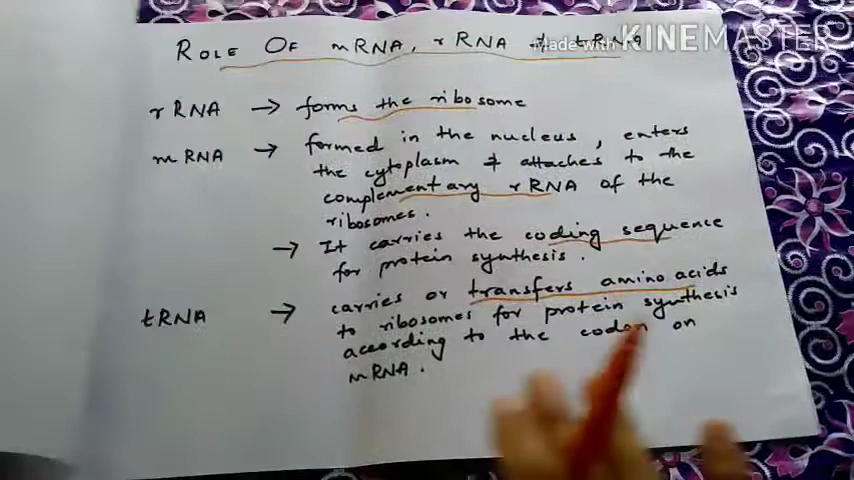 ROLE OF mRNA, rRNA & tRNA
Made with KINEMASTER
rRNA → forms the ribosome
mRNA → formed in the nucleus, enters
the cytoplasm & attaches to the
complementary rRNA of the
ribosomes.
→ It carries the coding sequence
for protein synthesis.
tRNA → carries or transfers amino acids
to ribosomes for protein synthesis
according to the codon on
mRNA.